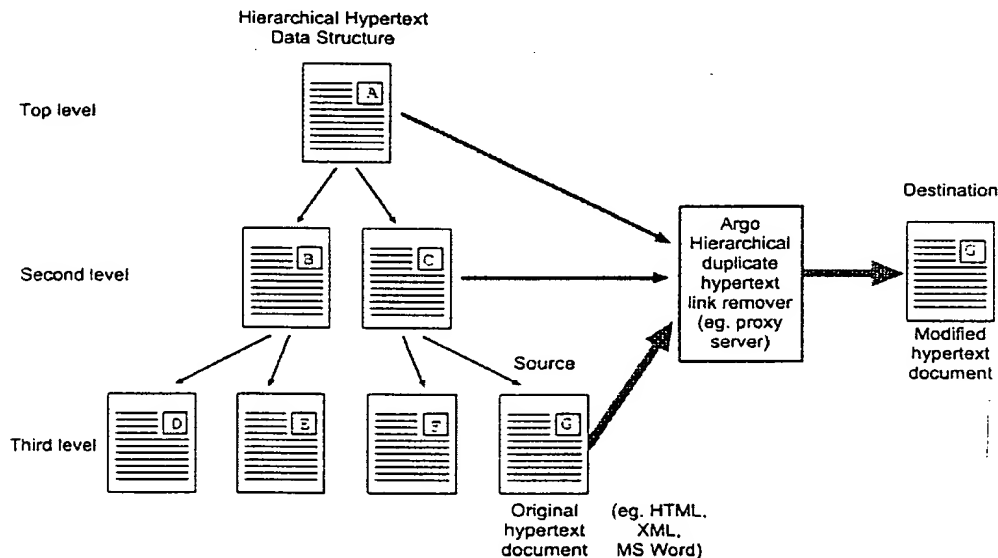 Hierarchical Hypertext
Data Structure
Top level
A
Destination
Argo
Hierarchical
duplicate
hypertext
link remover
(eg. proxy
server)
G
Modified
hypertext
document
Second level
B
C
Source
Third level
D
E
F
G
Original
hypertext
document
(eg. HTML,
XML,
MS Word)